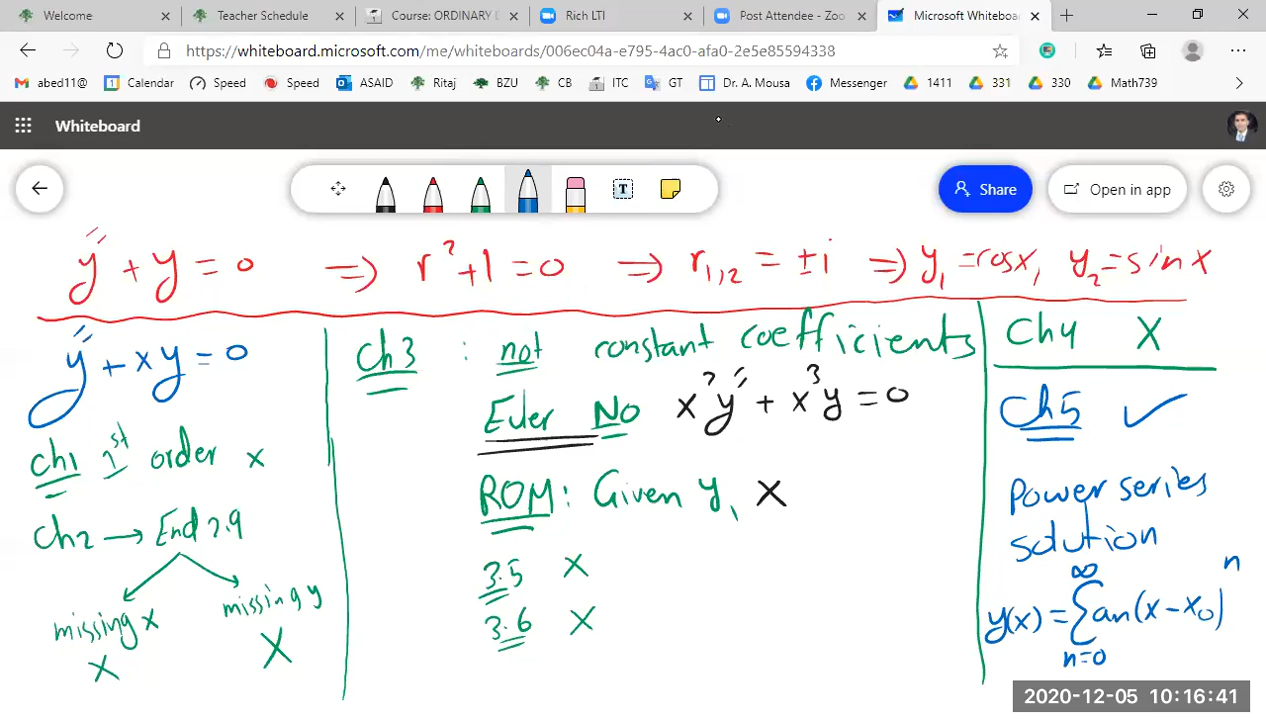 Welcome
Teacher Schedule
Course: ORDINARY D
Rich LTI
Post Attendee - Zoo
Microsoft Whiteboa
https://whiteboard.microsoft.com/me/whiteboards/006ec04a-e795-4ac0-afa0-2e5e85594338
abed11@ Calendar Speed Speed ASAID Ritaj BZU CB ITC GT Dr. A. Mousa Messenger 1411 331 330 Math739
Whiteboard
Share
Open in app
y'' + y = 0 ⇒ r² + 1 = 0 ⇒ r₁,₂ = ±i ⇒ y₁ = cosx, y₂ = sinx
y'' + xy = 0
ch1 1st order x
ch2 → End 2.9
missing x
X
missing y
X
Ch3 : not constant coefficients
Euler No x²y'' + x³y = 0
ROM: Given y₁ X
3.5 X
3.6 X
Ch4 X
Ch5 ✓
Power series
solution
y(x) = ∑ n=0 ∞ an(x - x₀)ⁿ
2020-12-05 10:16:41